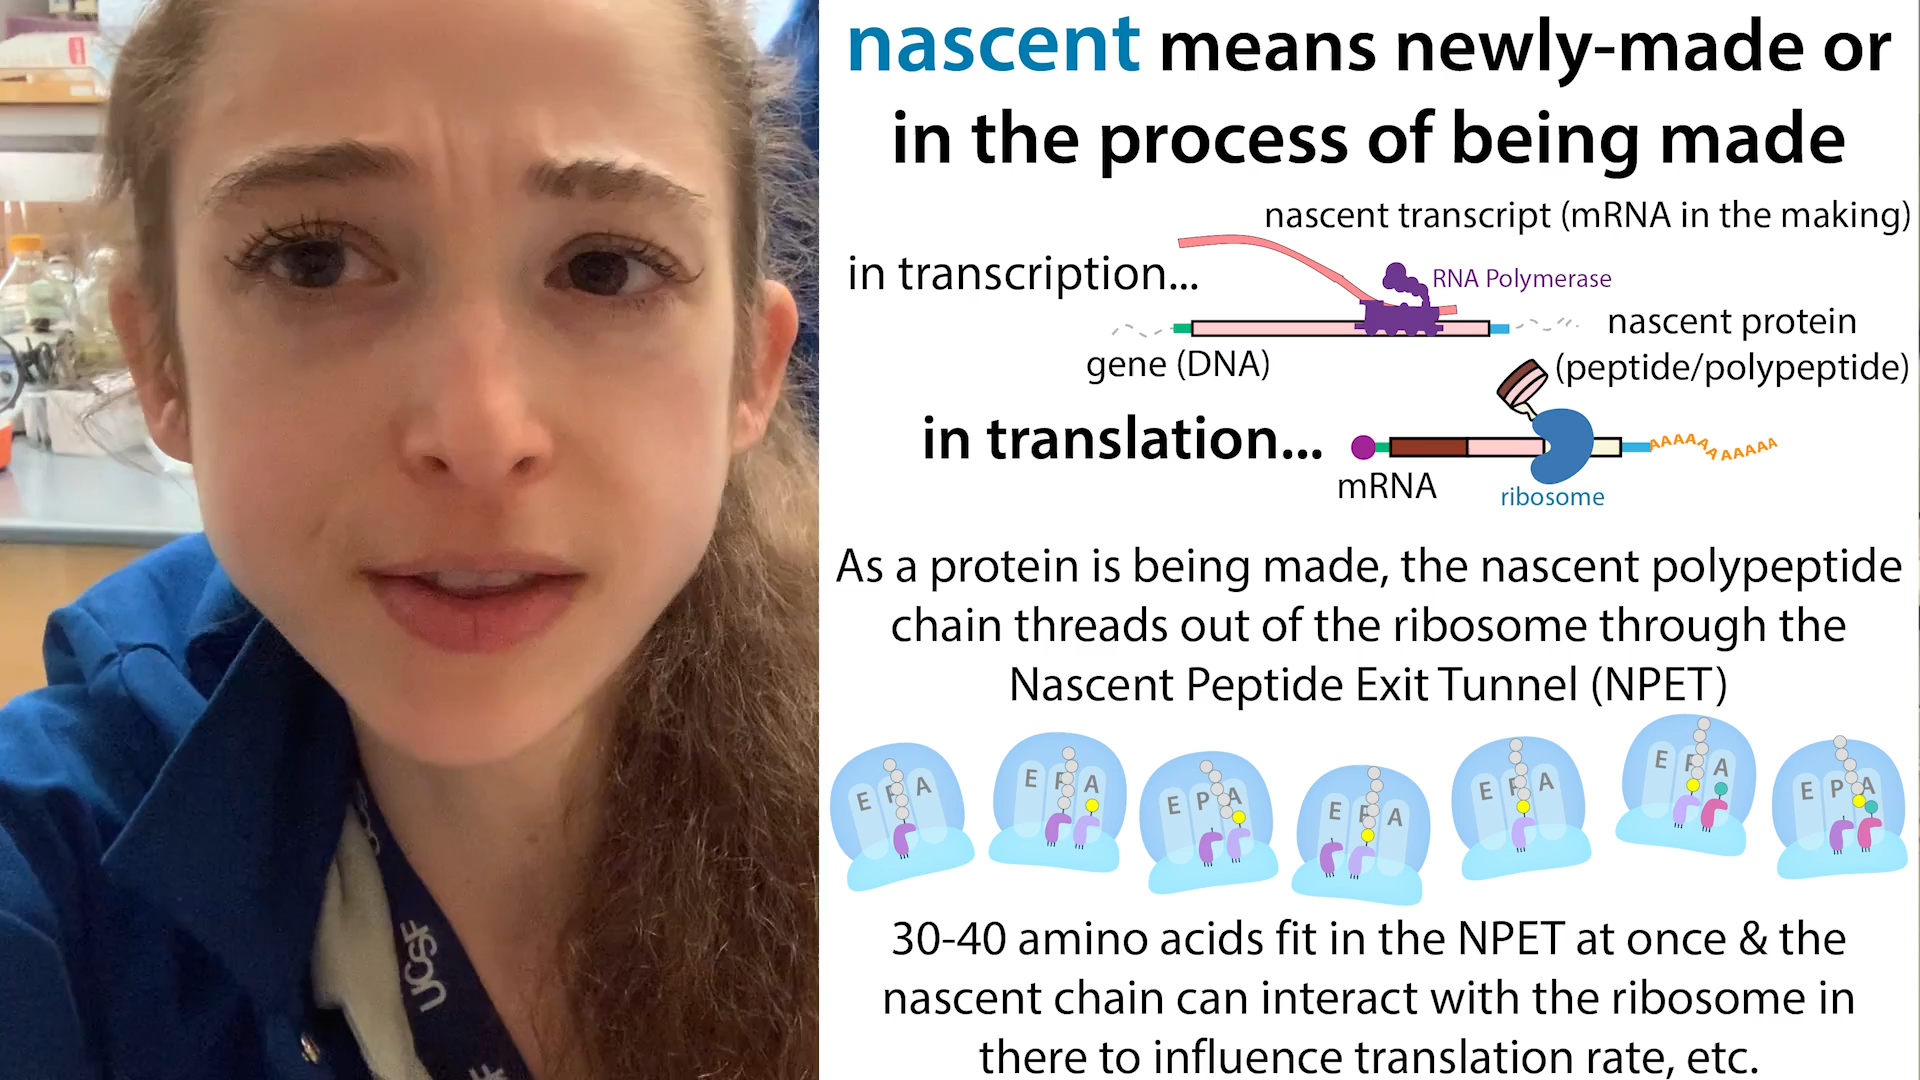 nascent means newly-made or
in the process of being made
nascent transcript (mRNA in the making)
in transcription...
RNA Polymerase
gene (DNA)
nascent protein
(peptide/polypeptide)
in translation...
AAAAAA AAAAA
mRNA
ribosome
As a protein is being made, the nascent polypeptide
chain threads out of the ribosome through the
Nascent Peptide Exit Tunnel (NPET)
E P A
E P A
E P A
E P A
E P A
E P A
E P A
30-40 amino acids fit in the NPET at once & the
nascent chain can interact with the ribosome in
there to influence translation rate, etc.
UCSF